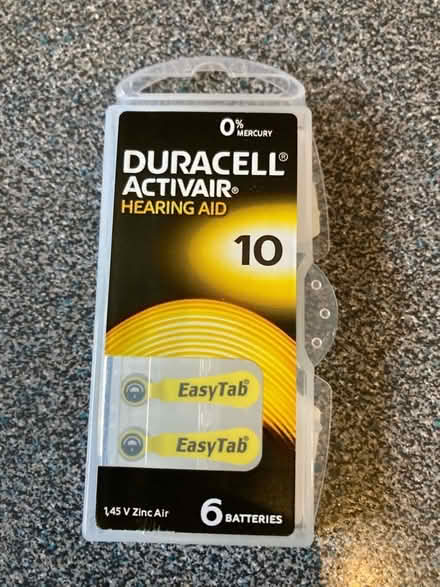 0% MERCURY
DURACELL®
ACTIVAIR®
HEARING AID
10
EasyTab®
EasyTab®
1,45 V Zinc Air
6 BATTERIES